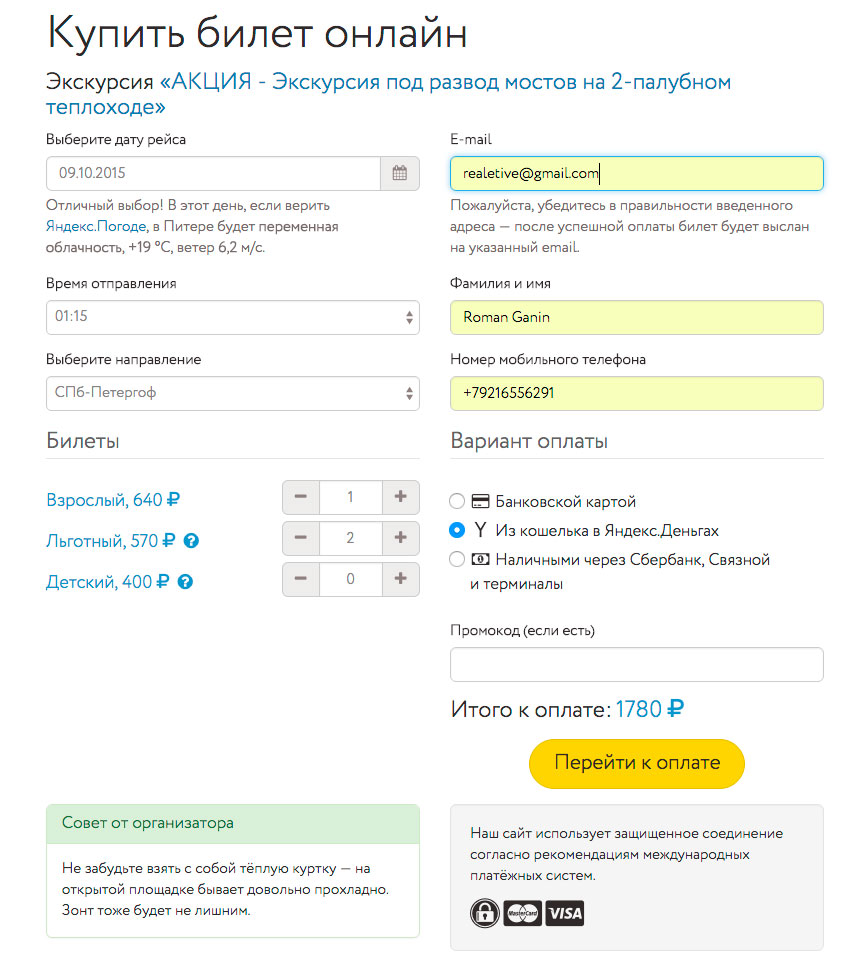 Купить билет онлайн
Экскурсия «АКЦИЯ - Экскурсия под развод мостов на 2-палубном
теплоходе»
Выберите дату рейса
09.10.2015
Отличный выбор! В этот день, если верить
Яндекс.Погоде, в Питере будет переменная
облачность, +19 °C, ветер 6,2 м/с.
Время отправления
01:15
Выберите направление
СПб-Петергоф
E-mail
realetive@gmail.com
Пожалуйста, убедитесь в правильности введенного
адреса — после успешной оплаты билет будет выслан
на указанный email.
Фамилия и имя
Roman Ganin
Номер мобильного телефона
+79216556291
Билеты
Взрослый, 640 ₽
− 1 +
Льготный, 570 ₽ ?
− 2 +
Детский, 400 ₽ ?
− 0 +
Вариант оплаты
Банковской картой
Из кошелька в Яндекс.Деньгах
Наличными через Сбербанк, Связной
и терминалы
Промокод (если есть)
Итого к оплате: 1780 ₽
Перейти к оплате
Совет от организатора
Не забудьте взять с собой тёплую куртку — на
открытой площадке бывает довольно прохладно.
Зонт тоже будет не лишним.
Наш сайт использует защищенное соединение
согласно рекомендациям международных
платёжных систем.
MasterCard VISA